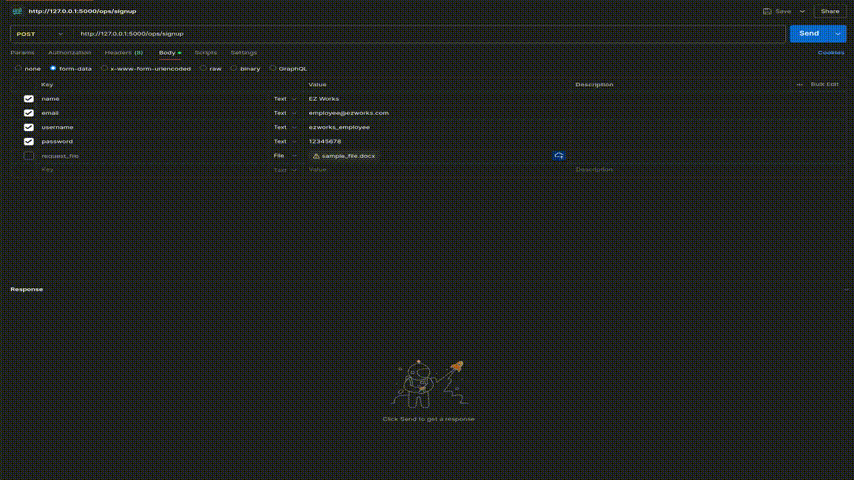 http://127.0.0.1:5000/ops/signup Save Share
POST http://127.0.0.1:5000/ops/signup Send
Params Authorization Headers (8) Body Scripts Settings Cookies
none form-data x-www-form-urlencoded raw binary GraphQL
Key Value Description Bulk Edit
name Text EZ Works
email Text employee@ezworks.com
username Text ezworks_employee
password Text 12345678
request_file File sample_file.docx
Key Text Value Description
Response
Click Send to get a response